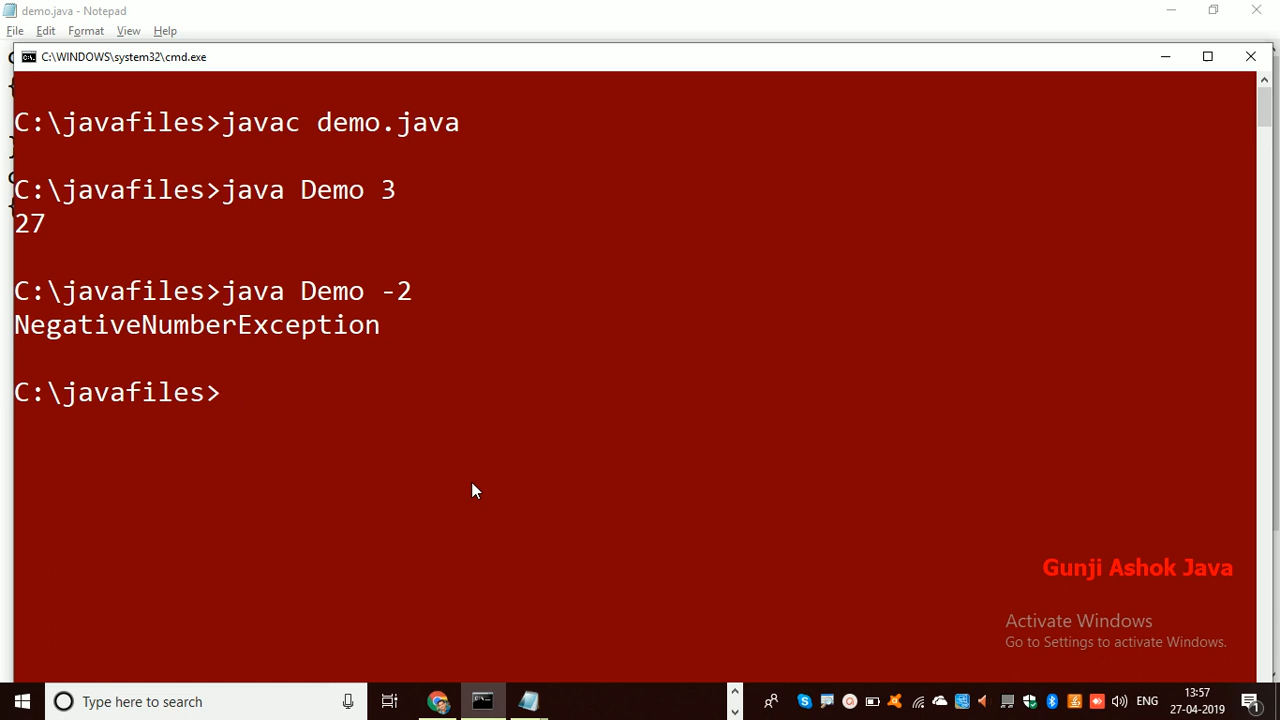 demo.java - Notepad
File Edit Format View Help
C:\WINDOWS\system32\cmd.exe
C:\javafiles>javac demo.java
C:\javafiles>java Demo 3
27
C:\javafiles>java Demo -2
NegativeNumberException
C:\javafiles>
Gunji Ashok Java
Activate Windows
Go to Settings to activate Windows.
Type here to search
ENG
13:57
27-04-2019
1